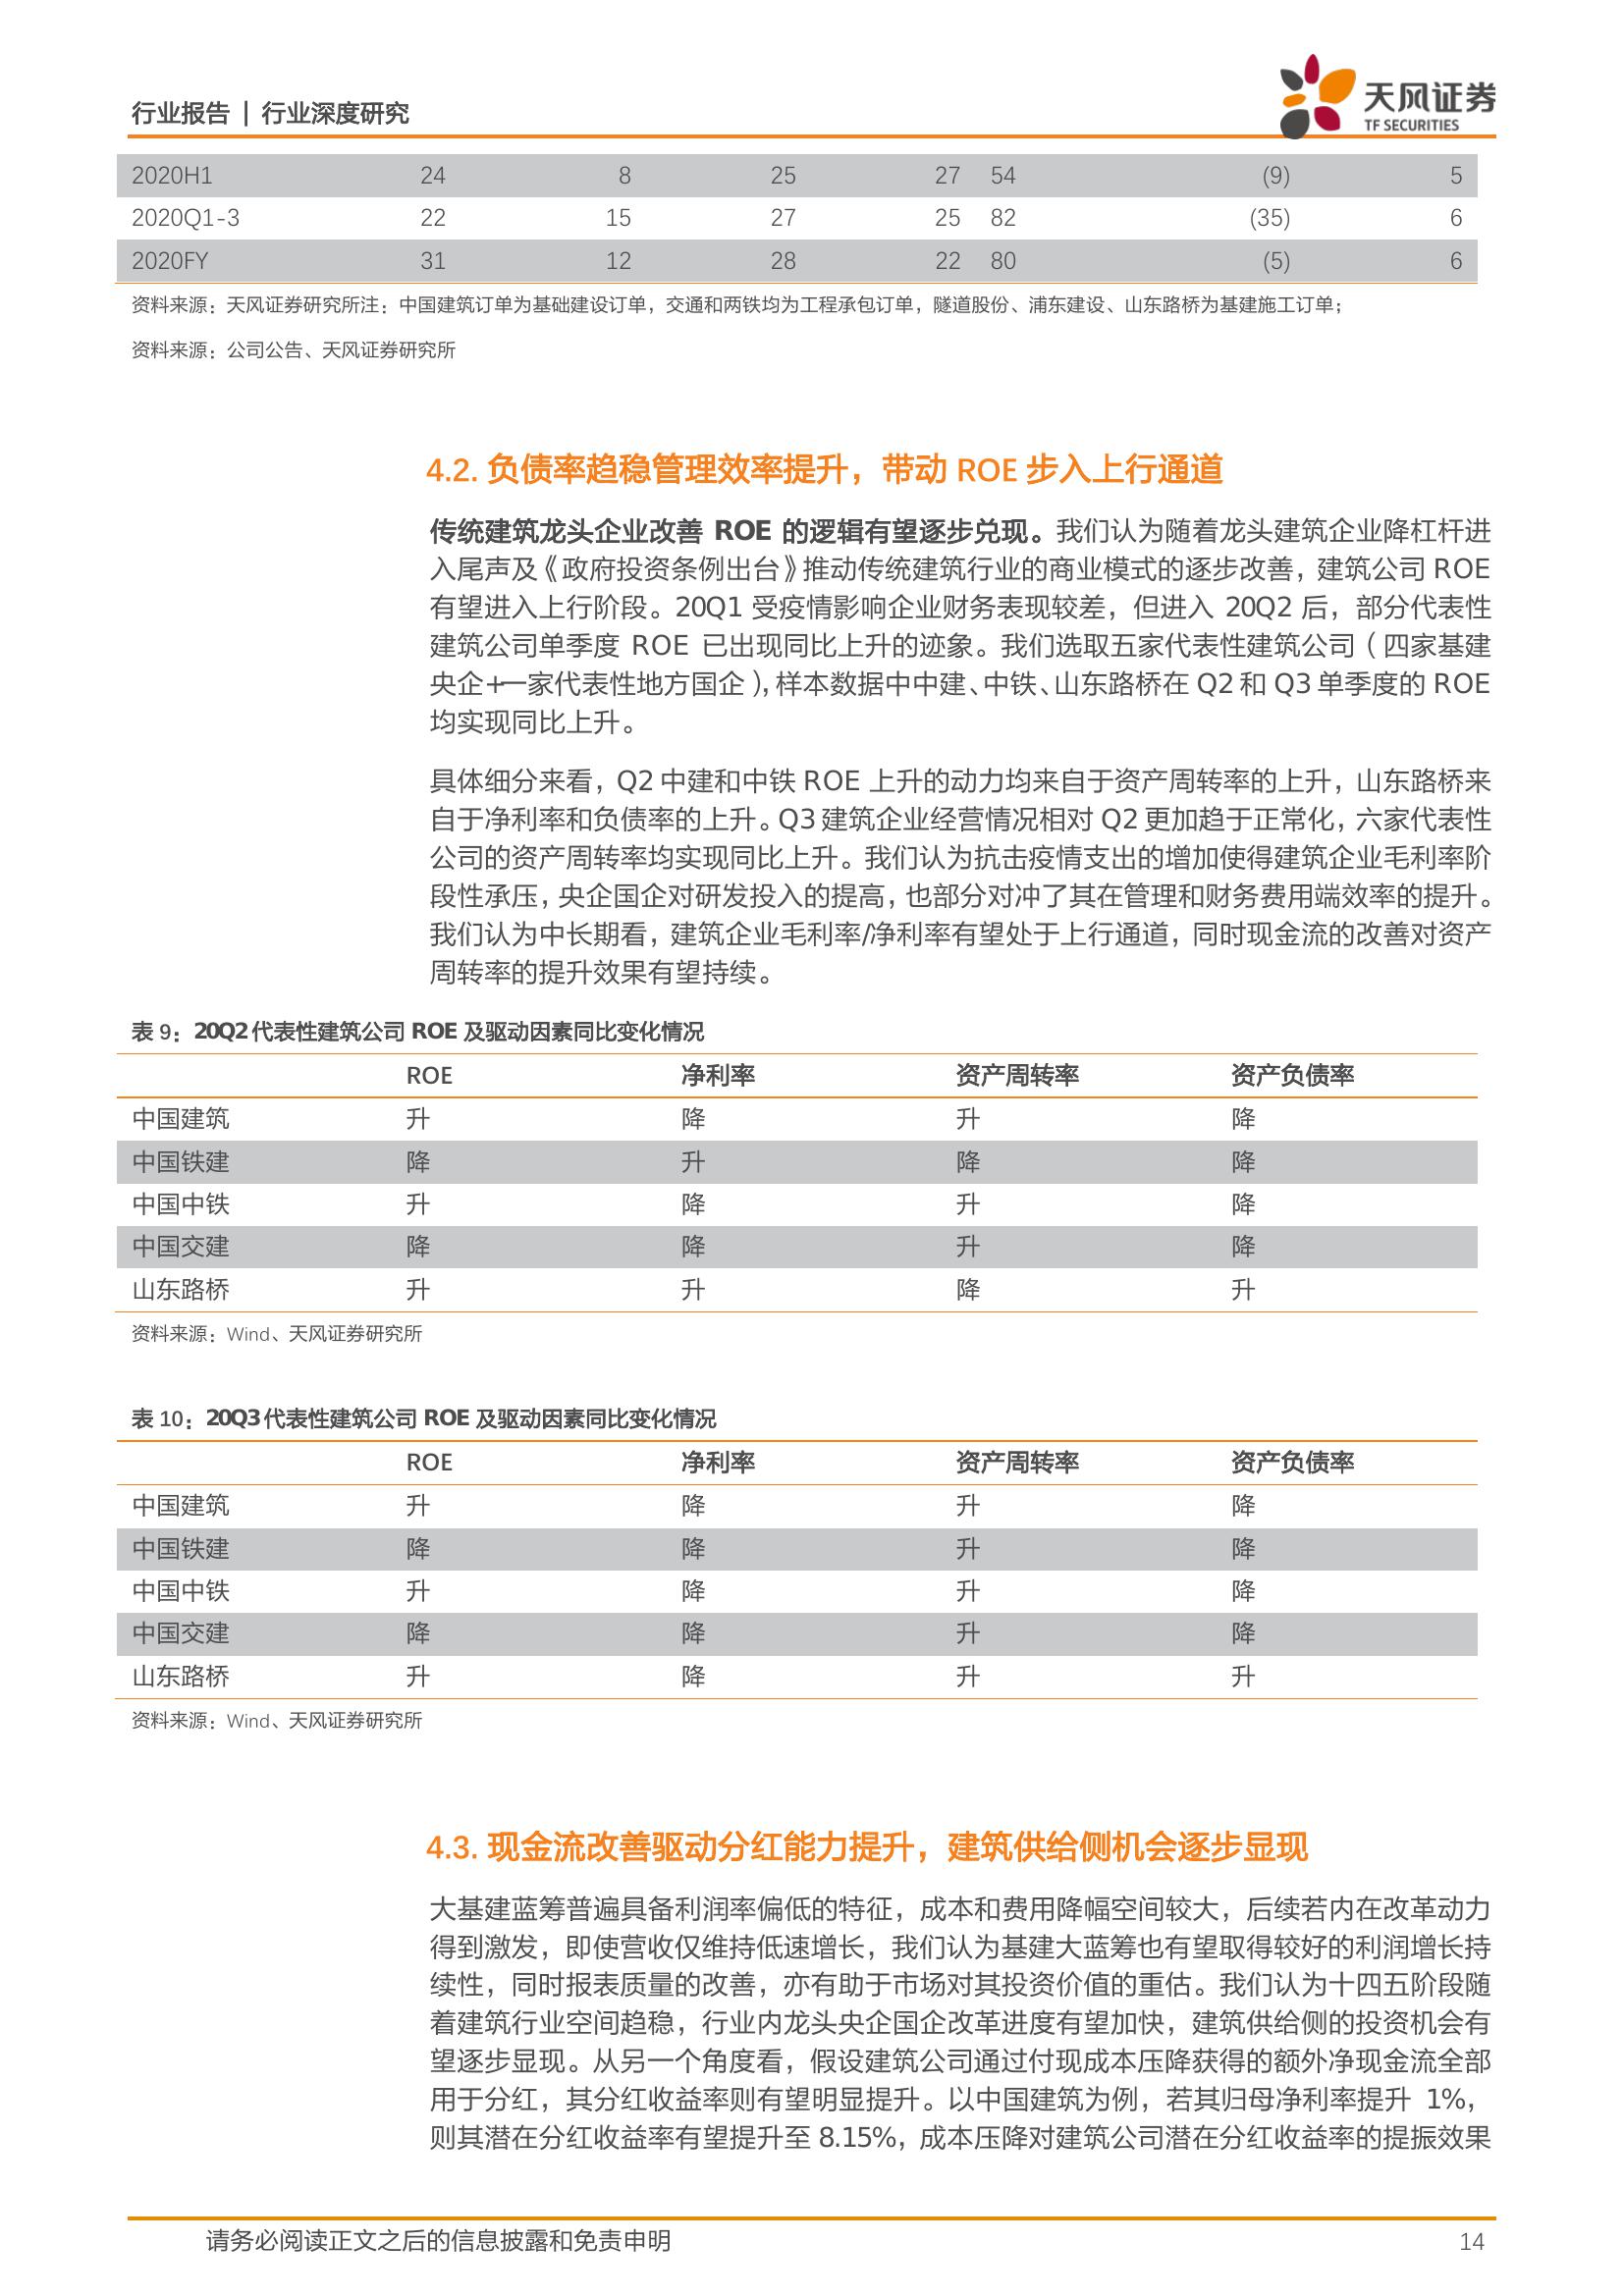 行业报告 | 行业深度研究
天风证券
TF SECURITIES
2020H1 24 8 25 27 54 (9) 5
2020Q1-3 22 15 27 25 82 (35) 6
2020FY 31 12 28 22 80 (5) 6
资料来源：天风证券研究所注：中国建筑订单为基础建设订单，交通和两铁均为工程承包订单，隧道股份、浦东建设、山东路桥为基建施工订单；
资料来源：公司公告、天风证券研究所
4.2. 负债率趋稳管理效率提升，带动 ROE 步入上行通道
传统建筑龙头企业改善 ROE 的逻辑有望逐步兑现。我们认为随着龙头建筑企业降杠杆进
入尾声及《政府投资条例出台》推动传统建筑行业的商业模式的逐步改善，建筑公司 ROE
有望进入上行阶段。20Q1 受疫情影响企业财务表现较差，但进入 20Q2 后，部分代表性
建筑公司单季度 ROE 已出现同比上升的迹象。我们选取五家代表性建筑公司（四家基建
央企+一家代表性地方国企），样本数据中中建、中铁、山东路桥在 Q2 和 Q3 单季度的 ROE
均实现同比上升。
具体细分来看，Q2 中建和中铁 ROE 上升的动力均来自于资产周转率的上升，山东路桥来
自于净利率和负债率的上升。Q3 建筑企业经营情况相对 Q2 更加趋于正常化，六家代表性
公司的资产周转率均实现同比上升。我们认为抗击疫情支出的增加使得建筑企业毛利率阶
段性承压，央企国企对研发投入的提高，也部分对冲了其在管理和财务费用端效率的提升。
我们认为中长期看，建筑企业毛利率/净利率有望处于上行通道，同时现金流的改善对资产
周转率的提升效果有望持续。
表 9：20Q2 代表性建筑公司 ROE 及驱动因素同比变化情况
ROE 净利率 资产周转率 资产负债率
中国建筑 升 降 升 降
中国铁建 降 升 降 降
中国中铁 升 降 升 降
中国交建 降 降 升 降
山东路桥 升 升 降 升
资料来源：Wind、天风证券研究所
表 10：20Q3 代表性建筑公司 ROE 及驱动因素同比变化情况
ROE 净利率 资产周转率 资产负债率
中国建筑 升 降 升 降
中国铁建 降 降 升 降
中国中铁 升 降 升 降
中国交建 降 降 升 降
山东路桥 升 降 升 升
资料来源：Wind、天风证券研究所
4.3. 现金流改善驱动分红能力提升，建筑供给侧机会逐步显现
大基建蓝筹普遍具备利润率偏低的特征，成本和费用降幅空间较大，后续若内在改革动力
得到激发，即使营收仅维持低速增长，我们认为基建大蓝筹也有望取得较好的利润增长持
续性，同时报表质量的改善，亦有助于市场对其投资价值的重估。我们认为十四五阶段随
着建筑行业空间趋稳，行业内龙头央企国企改革进度有望加快，建筑供给侧的投资机会有
望逐步显现。从另一个角度看，假设建筑公司通过付现成本压降获得的额外净现金流全部
用于分红，其分红收益率则有望明显提升。以中国建筑为例，若其归母净利率提升 1%，
则其潜在分红收益率有望提升至 8.15%，成本压降对建筑公司潜在分红收益率的提振效果
请务必阅读正文之后的信息披露和免责申明 14